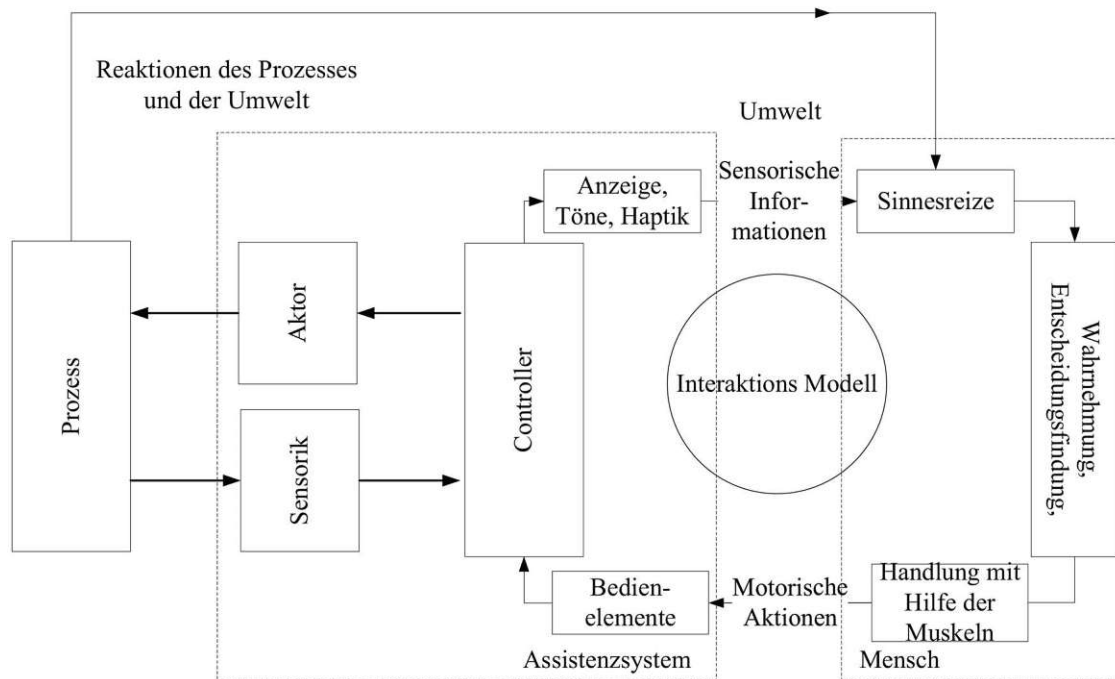 Reaktionen des Prozesses
und der Umwelt
Umwelt
Anzeige,
Töne, Haptik
Sensorische
Infor-
mationen
Sinnesreize
Prozess
Aktor
Sensorik
Controller
Interaktions Modell
Wahrnehmung,
Entscheidungsfindung,
Bedien-
elemente
Motorische
Aktionen
Handlung mit
Hilfe der
Muskeln
Assistenzsystem
Mensch